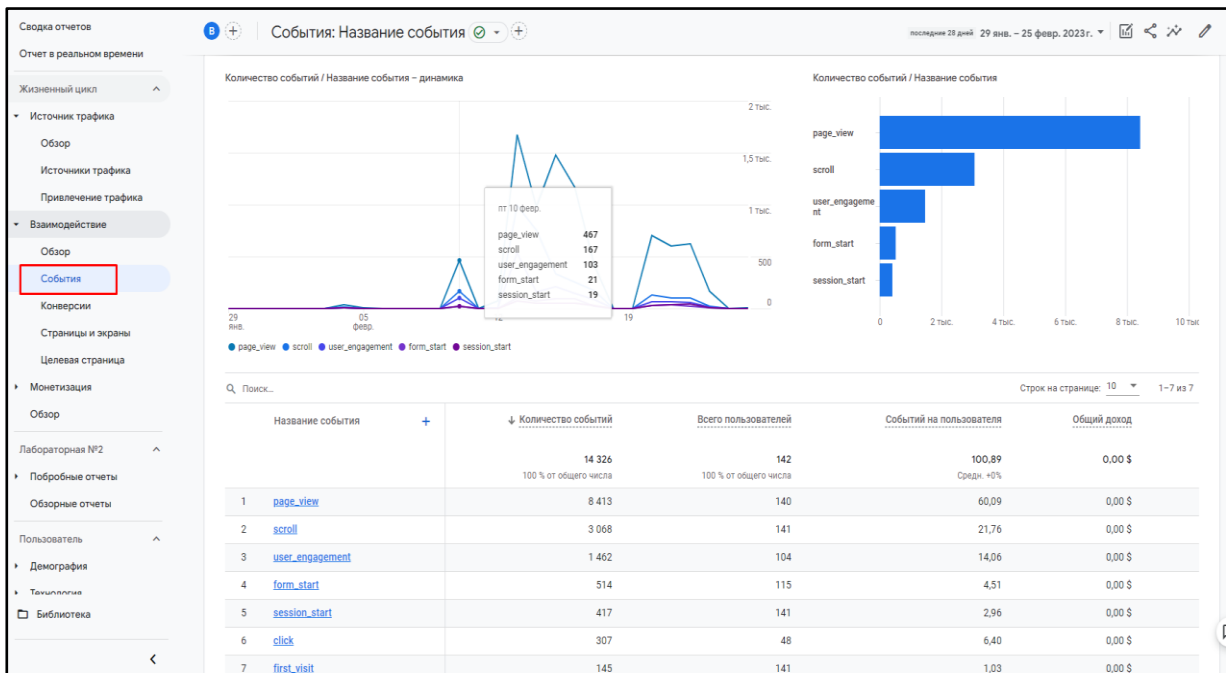 Сводка отчетов
Отчет в реальном времени
Жизненный цикл
Источник трафика
Обзор
Источники трафика
Привлечение трафика
Взаимодействие
Обзор
События
Конверсии
Страницы и экраны
Целевая страница
Монетизация
Обзор
Лабораторная №2
Побробные отчеты
Обзорные отчеты
Пользователь
Демография
Технология
Библиотека
В
События: Название события
последние 28 дней 29 янв. – 25 февр. 2023 г.
Количество событий / Название события – динамика
2 тыс.
1,5 тыс.
1 тыс.
500
0
29 янв.
05 февр.
12
19
пт 10 февр.
page_view 467
scroll 167
user_engagement 103
form_start 21
session_start 19
page_view scroll user_engagement form_start session_start
Количество событий / Название события
page_view
scroll
user_engageme
nt
form_start
session_start
0 2 тыс. 4 тыс. 6 тыс. 8 тыс. 10 тыс
Поиск...
Строк на странице: 10 1–7 из 7
Название события + Количество событий Всего пользователей Событий на пользователя Общий доход
14 326 142 100,89 0,00 $
100 % от общего числа 100 % от общего числа Средн. +0%
1 page_view 8 413 140 60,09 0,00 $
2 scroll 3 068 141 21,76 0,00 $
3 user_engagement 1 462 104 14,06 0,00 $
4 form_start 514 115 4,51 0,00 $
5 session_start 417 141 2,96 0,00 $
6 click 307 48 6,40 0,00 $
7 first_visit 145 141 1,03 0,00 $